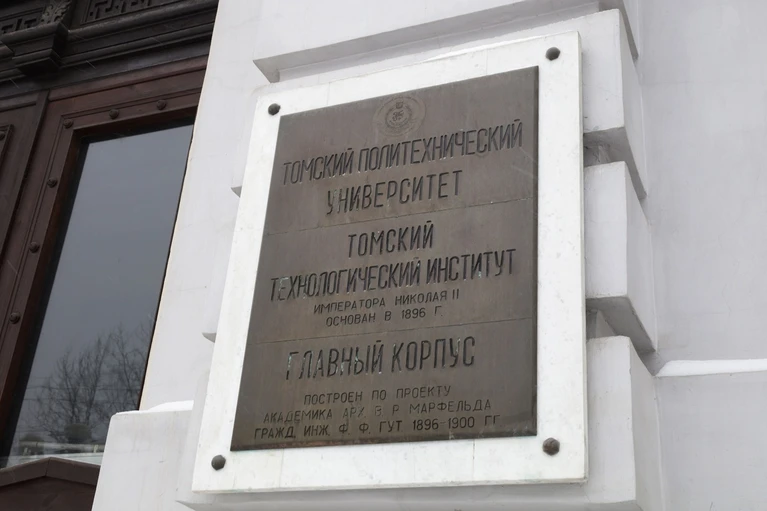 ТОМСКИЙ ПОЛИТЕХНИЧЕСКИЙ
УНИВЕРСИТЕТ
ТОМСКИЙ
ТЕХНОЛОГИЧЕСКИЙ ИНСТИТУТ
ИМПЕРАТОРА НИКОЛАЯ II
ОСНОВАН В 1896 Г
ГЛАВНЫЙ КОРПУС
ПОСТРОЕН ПО ПРОЕКТУ
АКАДЕМИКА АРХ. В. Р. МАРФЕЛЬДА
ГРАЖД. ИНЖ. Ф. Ф. ГУТ 1896-1900 ГГ